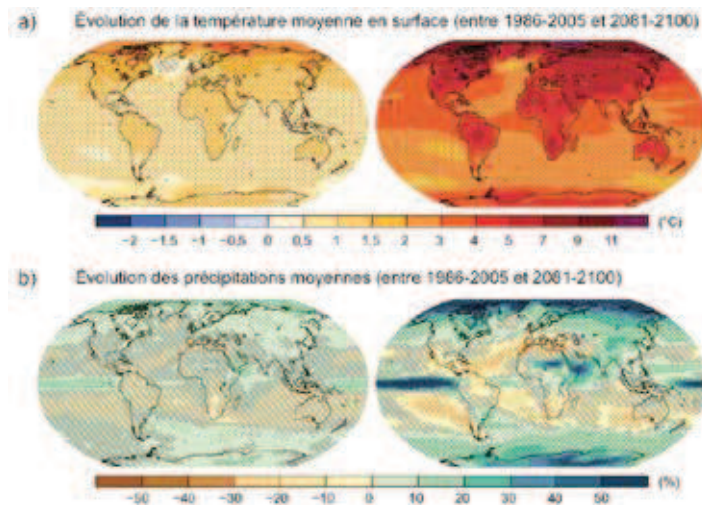 a) Évolution de la température moyenne en surface (entre 1986-2005 et 2081-2100)
−2 −1.5 −1 −0.5 0 0.5 1 1.5 2 3 4 5 7 9 11 (°C)
b) Évolution des précipitations moyennes (entre 1986-2005 et 2081-2100)
−50 −40 −30 −20 −10 0 10 20 30 40 50 (%)